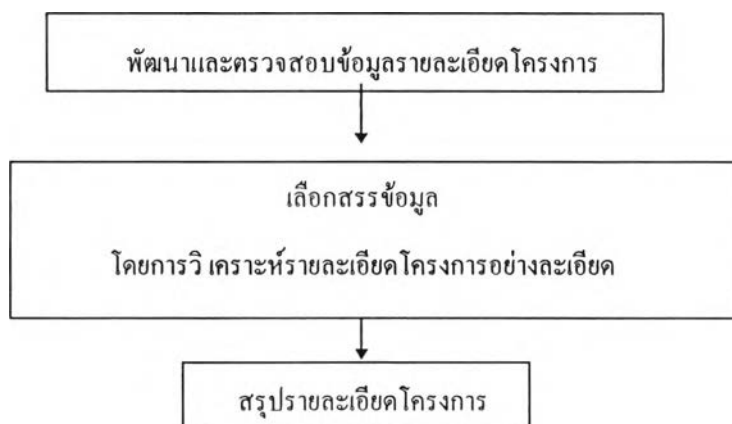 พัฒนาและตรวจสอบข้อมูลรายละเอียดโครงการ
เลือกสรรข้อมูล
โดยการวิ เคราะห์รายละเอียดโครงการอย่างละเอียด
สรุปรายละเอียดโครงการ